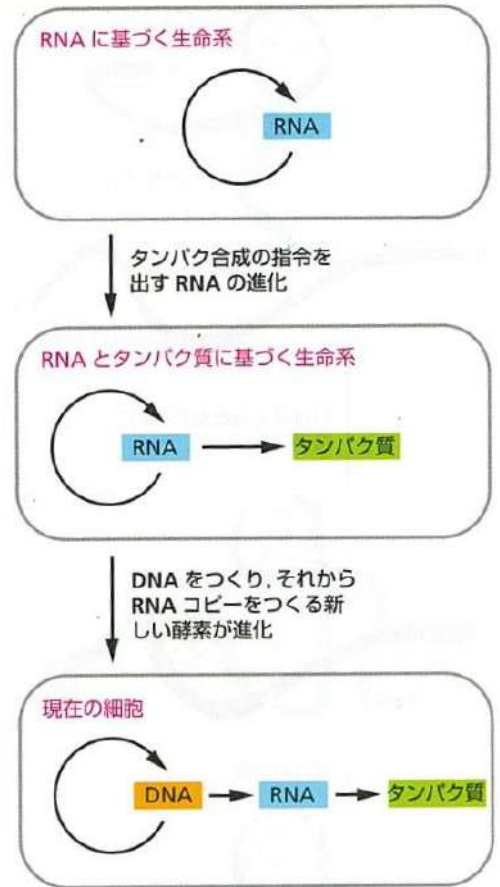 RNA に基づく生命系
RNA
タンパク合成の指令を
出す RNA の進化
RNA とタンパク質に基づく生命系
RNA
タンパク質
DNA をつくり，それから
RNA コピーをつくる新
しい酵素が進化
現在の細胞
DNA
RNA
タンパク質